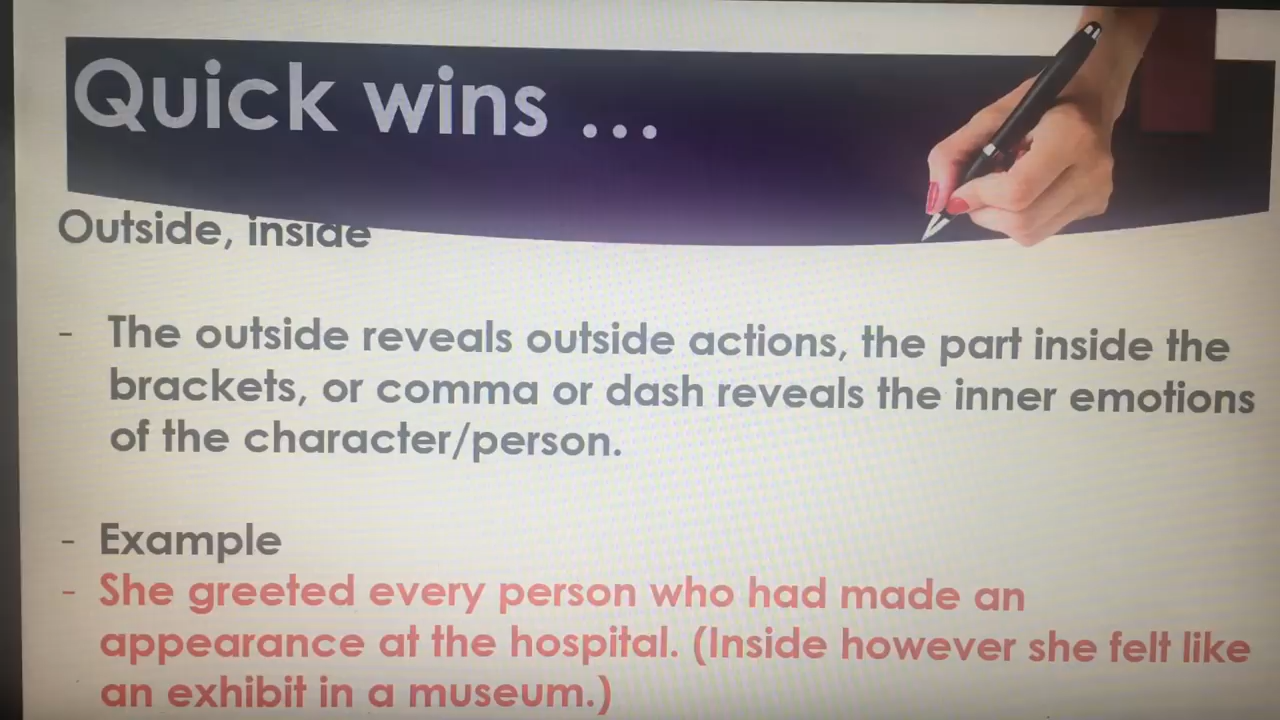 Quick wins ...
Outside, inside
- The outside reveals outside actions, the part inside the
brackets, or comma or dash reveals the inner emotions
of the character/person.
- Example
- She greeted every person who had made an
appearance at the hospital. (Inside however she felt like
an exhibit in a museum.)